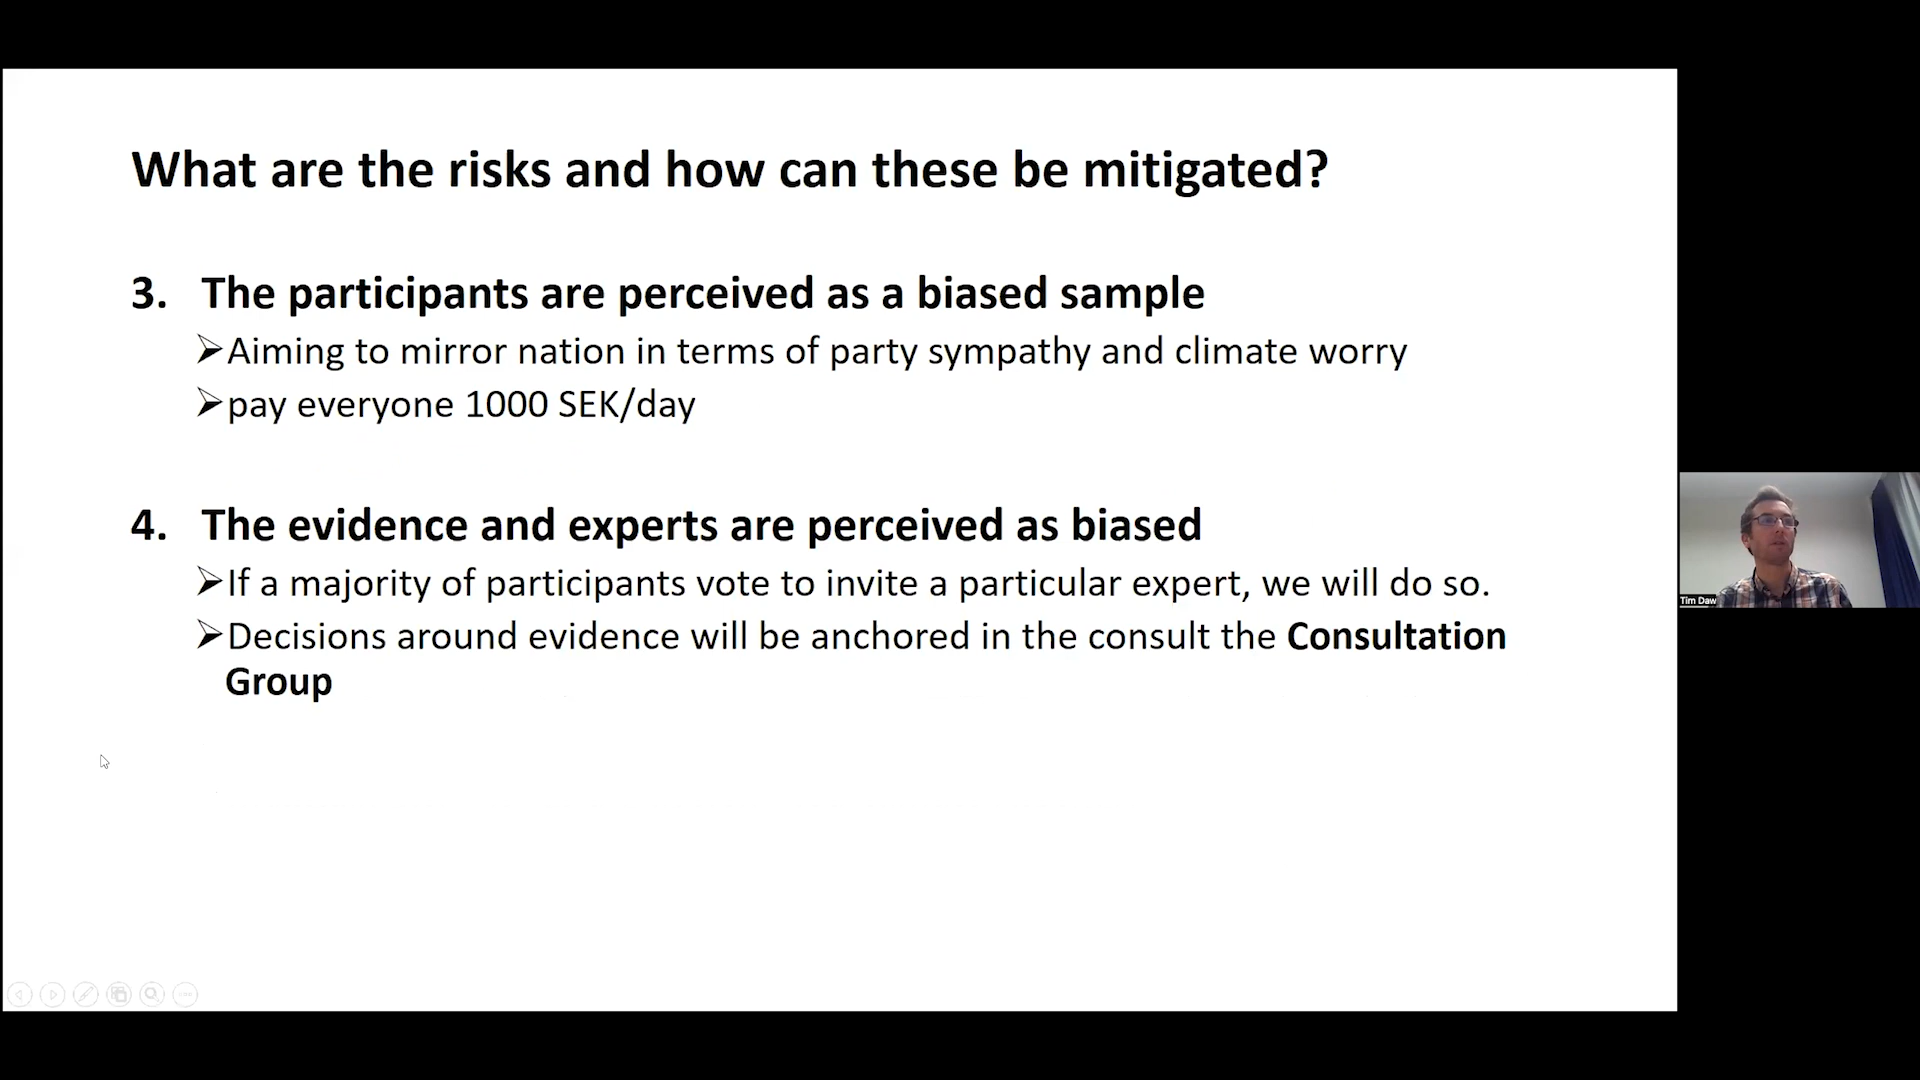 What are the risks and how can these be mitigated?
3. The participants are perceived as a biased sample
➢Aiming to mirror nation in terms of party sympathy and climate worry
➢pay everyone 1000 SEK/day
4. The evidence and experts are perceived as biased
➢If a majority of participants vote to invite a particular expert, we will do so.
➢Decisions around evidence will be anchored in the consult the Consultation
Group
Tim Daw